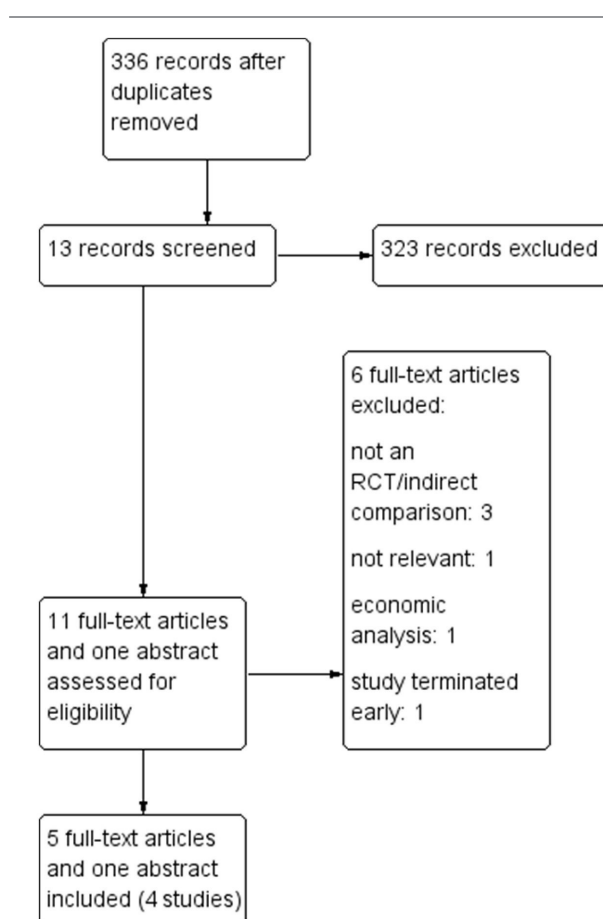 336 records after
duplicates
removed
13 records screened
323 records excluded
6 full-text articles
excluded:
not an
RCT/indirect
comparison: 3
not relevant: 1
economic
analysis: 1
study terminated
early: 1
11 full-text articles
and one abstract
assessed for
eligibility
5 full-text articles
and one abstract
included (4 studies)